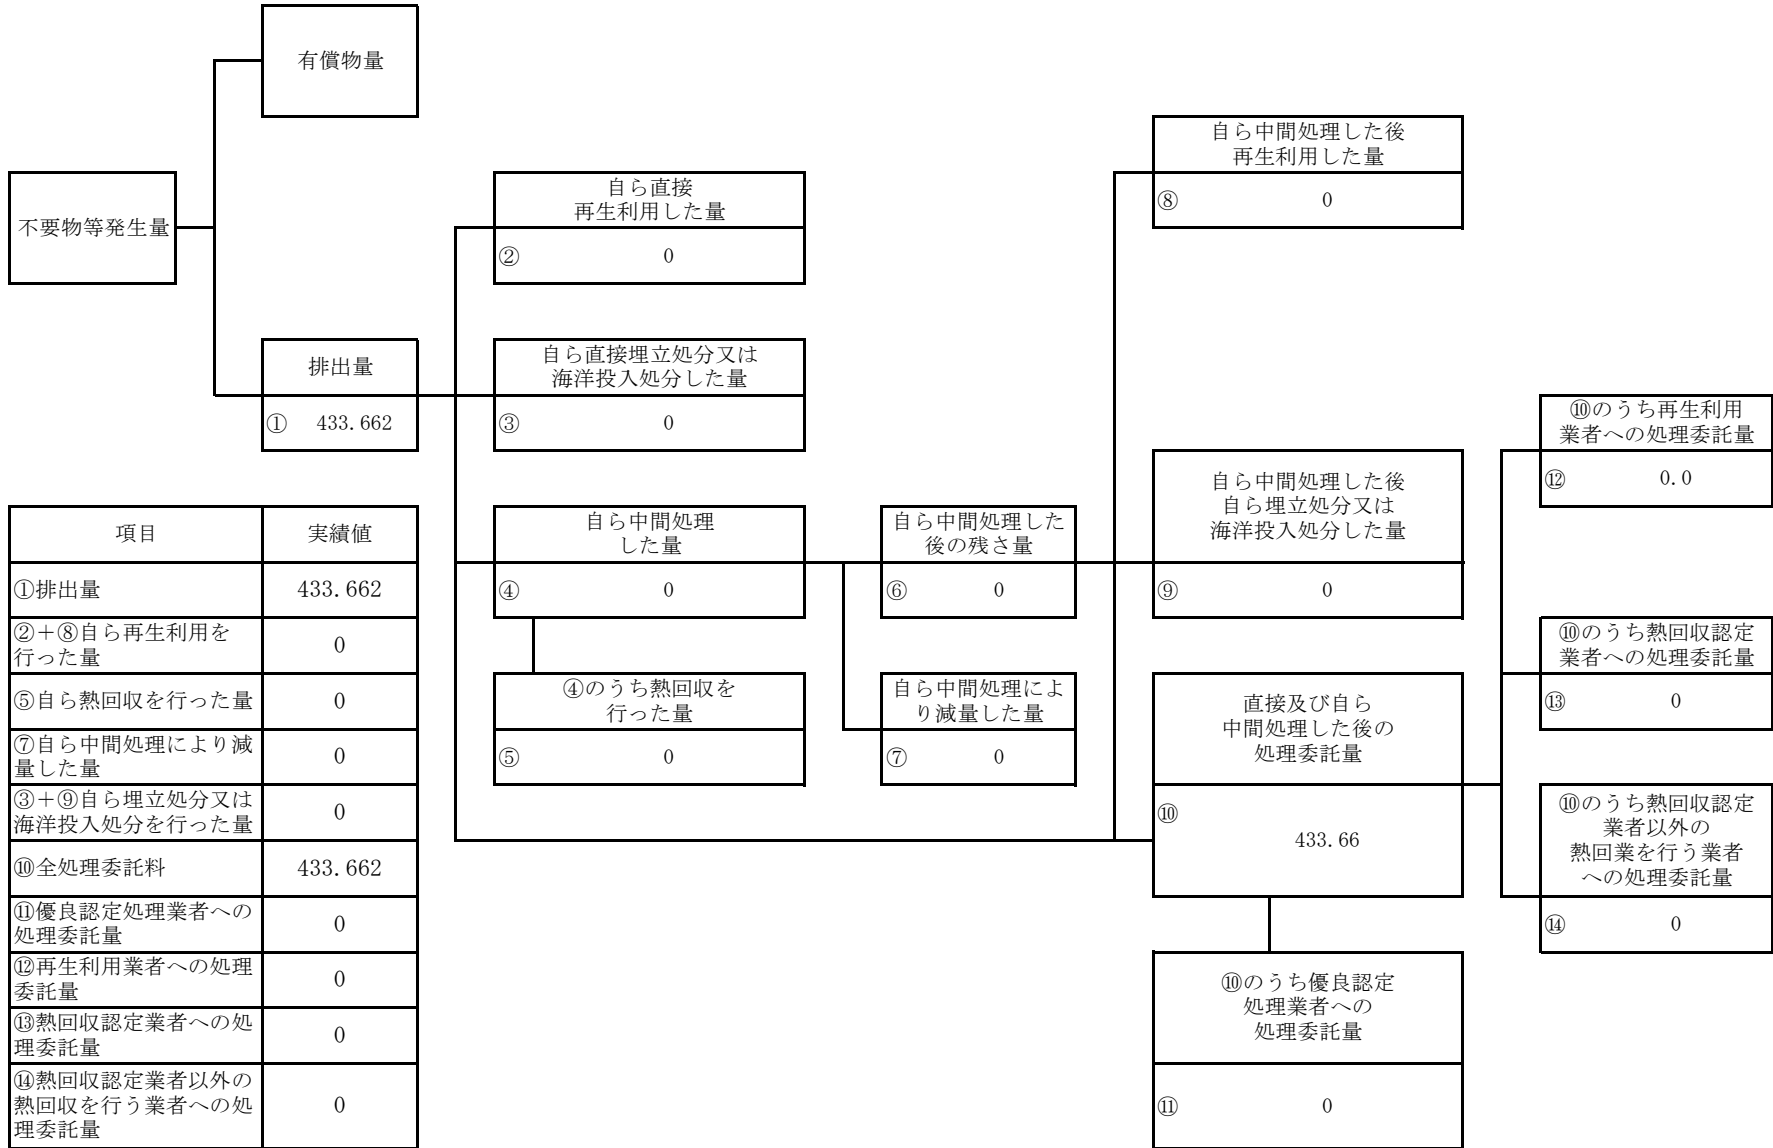 有償物量
不要物等発生量
排出量
① 433.662
自ら直接
再生利用した量
② 0
自ら直接埋立処分又は
海洋投入処分した量
③ 0
自ら中間処理
した量
④ 0
④のうち熱回収を
行った量
⑤ 0
自ら中間処理した
後の残さ量
⑥ 0
自ら中間処理によ
り減量した量
⑦ 0
自ら中間処理した後
再生利用した量
⑧ 0
自ら中間処理した後
自ら埋立処分又は
海洋投入処分した量
⑨ 0
直接及び自ら
中間処理した後の
処理委託量
⑩
433.66
⑩のうち優良認定
処理業者への
処理委託量
⑪ 0
⑩のうち再生利用
業者への処理委託量
⑫ 0.0
⑩のうち熱回収認定
業者への処理委託量
⑬ 0
⑩のうち熱回収認定
業者以外の
熱回業を行う業者
への処理委託量
⑭ 0
項目 実績値
①排出量 433.662
②+⑧自ら再生利用を
行った量 0
⑤自ら熱回収を行った量 0
⑦自ら中間処理により減
量した量 0
③+⑨自ら埋立処分又は
海洋投入処分を行った量 0
⑩全処理委託料 433.662
⑪優良認定処理業者への
処理委託量 0
⑫再生利用業者への処理
委託量 0
⑬熱回収認定業者への処
理委託量 0
⑭熱回収認定業者以外の
熱回収を行う業者への処 0
理委託量